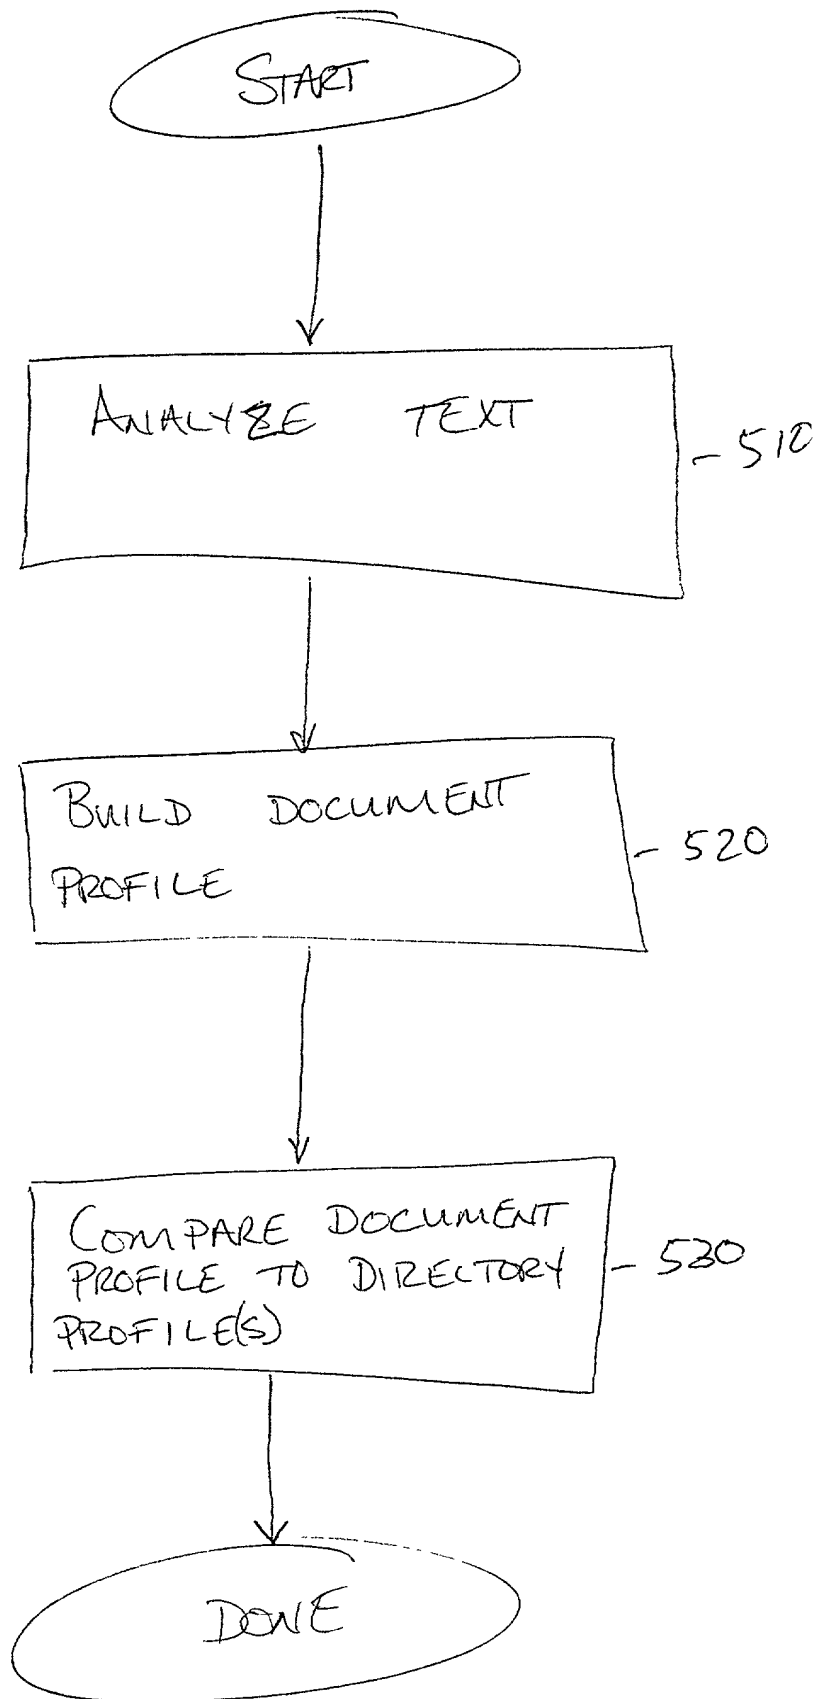 START
ANALYZE TEXT
- 510
BUILD DOCUMENT
PROFILE
- 520
COMPARE DOCUMENT
PROFILE TO DIRECTORY
PROFILE(S)
- 530
DONE